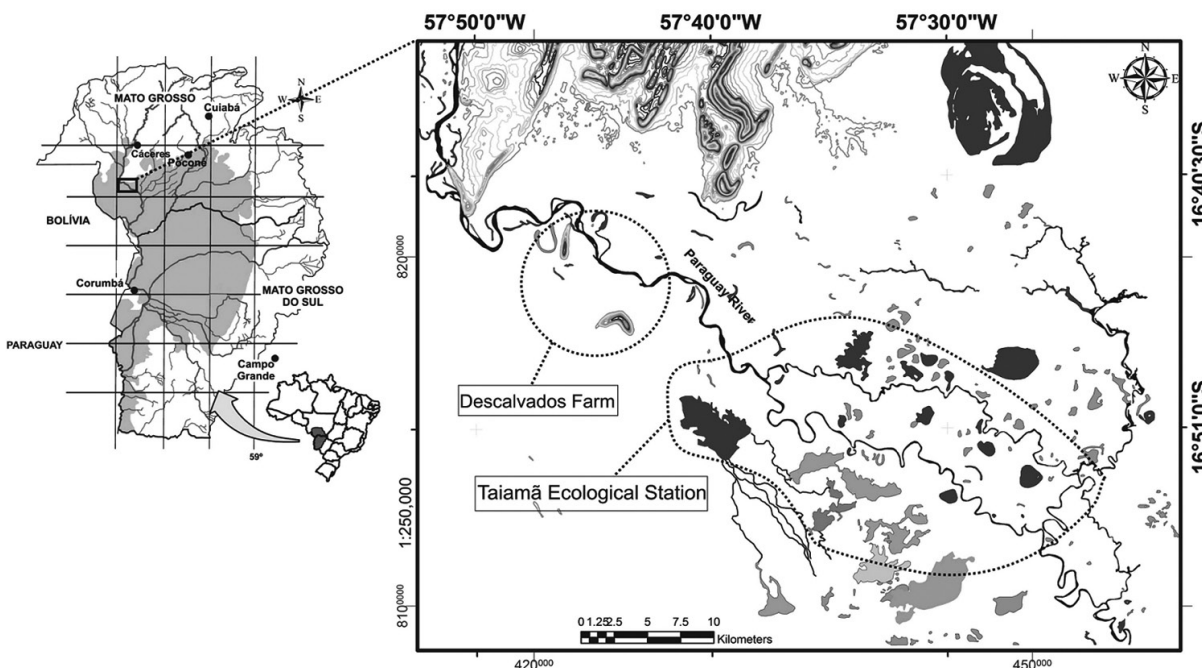 57°50'0"W
57°40'0"W
57°30'0"W
N
W
E
S
MATO GROSSO
Cuiabá
N
W
E
S
Cáceres
Poconé
16°40'30"S
BOLÍVIA
820⁰⁰⁰⁰
Paraguay River
Corumbá
MATO GROSSO
DO SUL
PARAGUAY
Campo
Grande
Descalvados Farm
16°51'0"S
59°
Taiamã Ecological Station
1:250,000
810⁰⁰⁰⁰
0 1.25 2.5 5 7.5 10
Kilometers
420⁰⁰⁰
450⁰⁰⁰